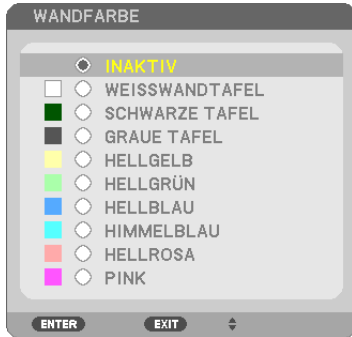 WANDFARBE
INAKTIV
WEISSWANDTAFEL
SCHWARZE TAFEL
GRAUE TAFEL
HELLGELB
HELLGRÜN
HELLBLAU
HIMMELBLAU
HELLROSA
PINK
ENTER EXIT